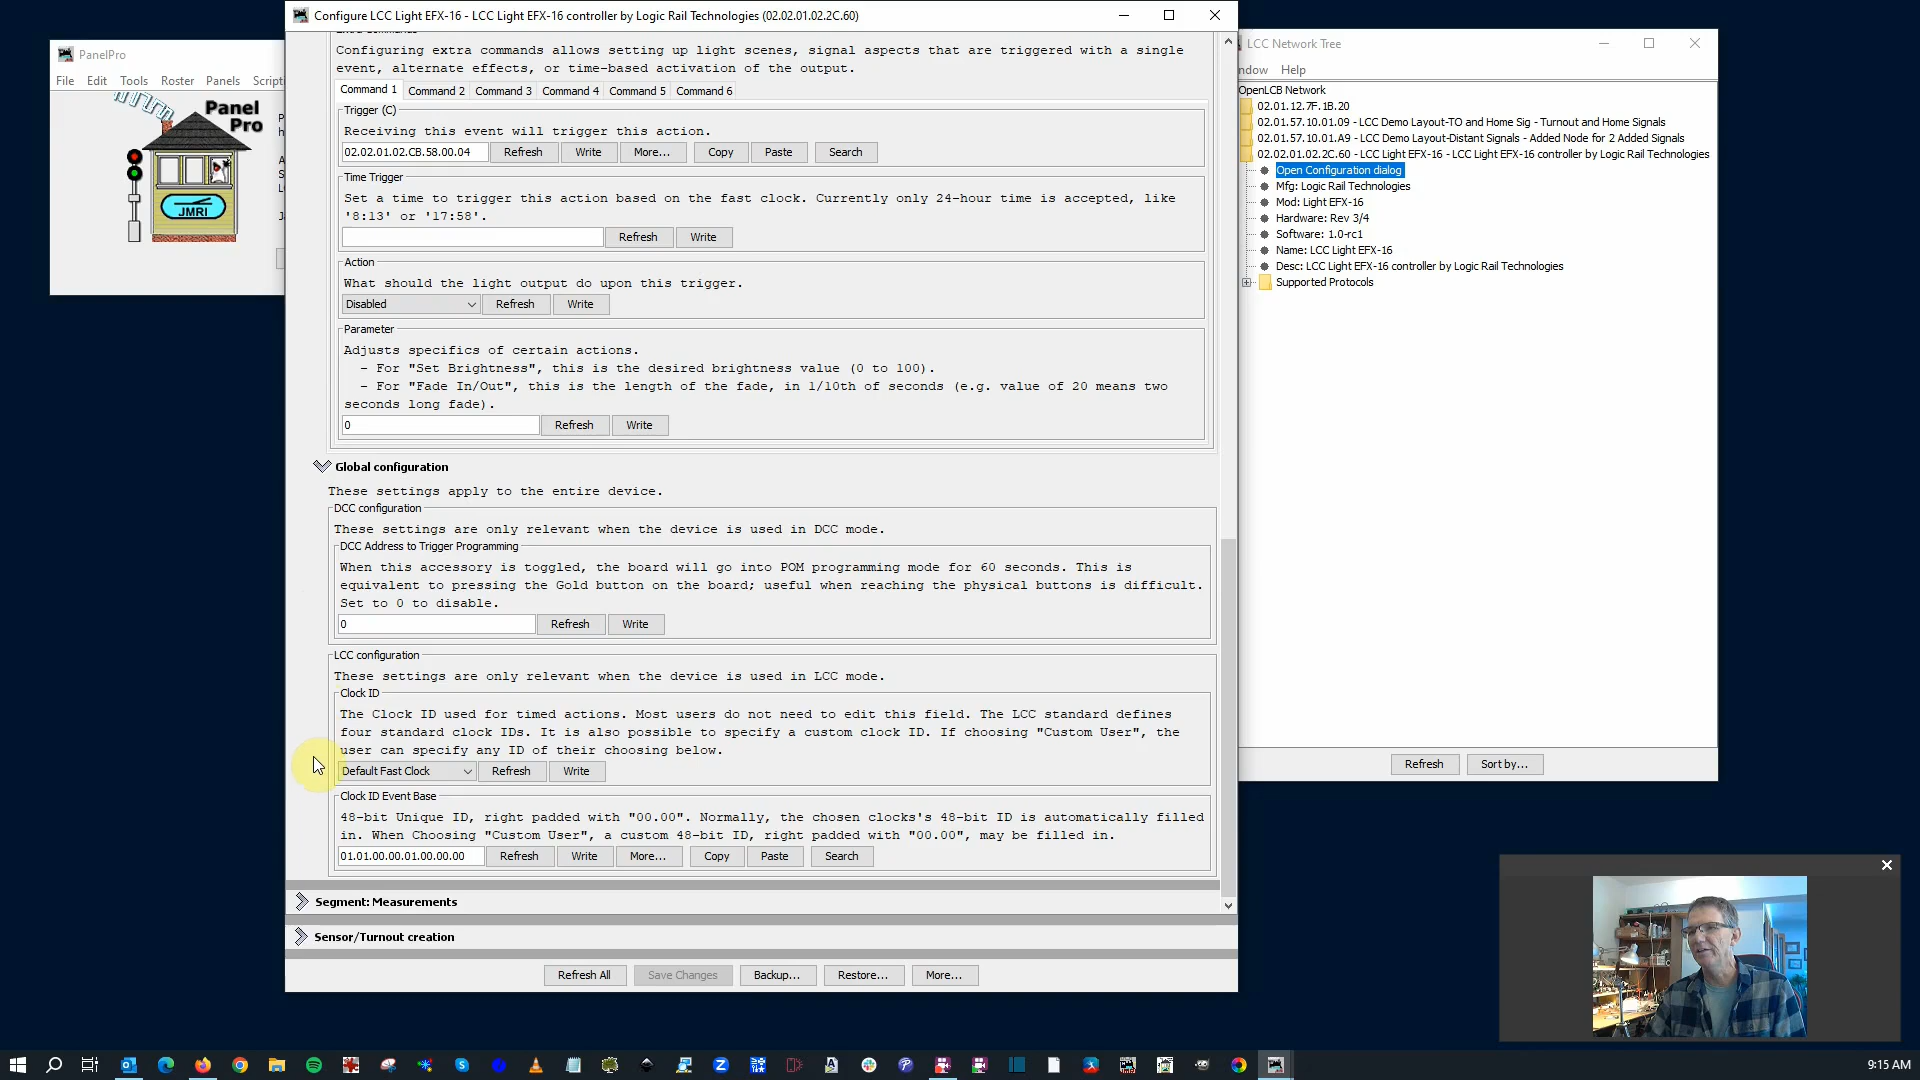 Configure LCC Light EFX-16 - LCC Light EFX-16 controller by Logic Rail Technologies (02.02.01.02.2C.60)
PanelPro
File Edit Tools Roster Panels Script
Panel
Pro
JMRI
Configuring extra commands allows setting up light scenes, signal aspects that are triggered with a single
event, alternate effects, or time-based activation of the output.
Command 1 Command 2 Command 3 Command 4 Command 5 Command 6
Trigger (C)
Receiving this event will trigger this action.
02.02.01.02.CB.58.00.04 Refresh Write More... Copy Paste Search
Time Trigger
Set a time to trigger this action based on the fast clock. Currently only 24-hour time is accepted, like
'8:13' or '17:58'.
Refresh Write
Action
What should the light output do upon this trigger.
Disabled Refresh Write
Parameter
Adjusts specifics of certain actions.
- For "Set Brightness", this is the desired brightness value (0 to 100).
- For "Fade In/Out", this is the length of the fade, in 1/10th of seconds (e.g. value of 20 means two
seconds long fade).
0 Refresh Write
Global configuration
These settings apply to the entire device.
DCC configuration
These settings are only relevant when the device is used in DCC mode.
DCC Address to Trigger Programming
When this accessory is toggled, the board will go into POM programming mode for 60 seconds. This is
equivalent to pressing the Gold button on the board; useful when reaching the physical buttons is difficult.
Set to 0 to disable.
0 Refresh Write
LCC configuration
These settings are only relevant when the device is used in LCC mode.
Clock ID
The Clock ID used for timed actions. Most users do not need to edit this field. The LCC standard defines
four standard clock IDs. It is also possible to specify a custom clock ID. If choosing "Custom User", the
user can specify any ID of their choosing below.
Default Fast Clock Refresh Write
Clock ID Event Base
48-bit Unique ID, right padded with "00.00". Normally, the chosen clocks's 48-bit ID is automatically filled
in. When Choosing "Custom User", a custom 48-bit ID, right padded with "00.00", may be filled in.
01.01.00.00.01.00.00.00 Refresh Write More... Copy Paste Search
Segment: Measurements
Sensor/Turnout creation
Refresh All Save Changes Backup... Restore... More...
LCC Network Tree
ndow Help
OpenLCB Network
02.01.12.7F.1B.20
02.01.57.10.01.09 - LCC Demo Layout-TO and Home Sig - Turnout and Home Signals
02.01.57.10.01.A9 - LCC Demo Layout-Distant Signals - Added Node for 2 Added Signals
02.02.01.02.2C.60 - LCC Light EFX-16 - LCC Light EFX-16 controller by Logic Rail Technologies
Open Configuration dialog
Mfg: Logic Rail Technologies
Mod: Light EFX-16
Hardware: Rev 3/4
Software: 1.0-rc1
Name: LCC Light EFX-16
Desc: LCC Light EFX-16 controller by Logic Rail Technologies
Supported Protocols
Refresh Sort by...
9:15 AM